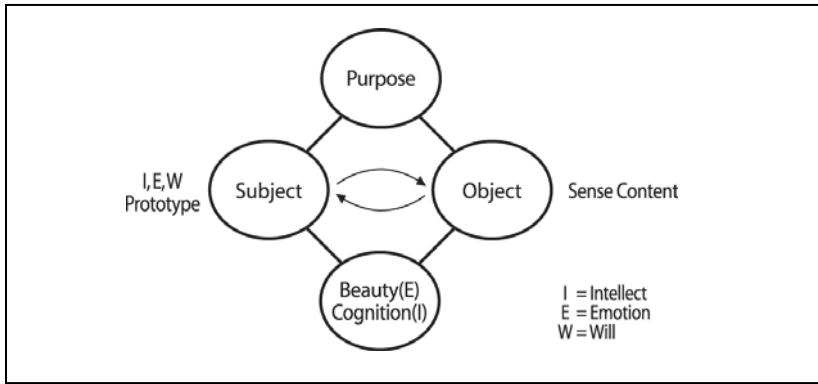 Purpose
I,E,W
Prototype
Subject
Object
Sense Content
Beauty(E)
Cognition(I)
I = Intellect
E = Emotion
W = Will